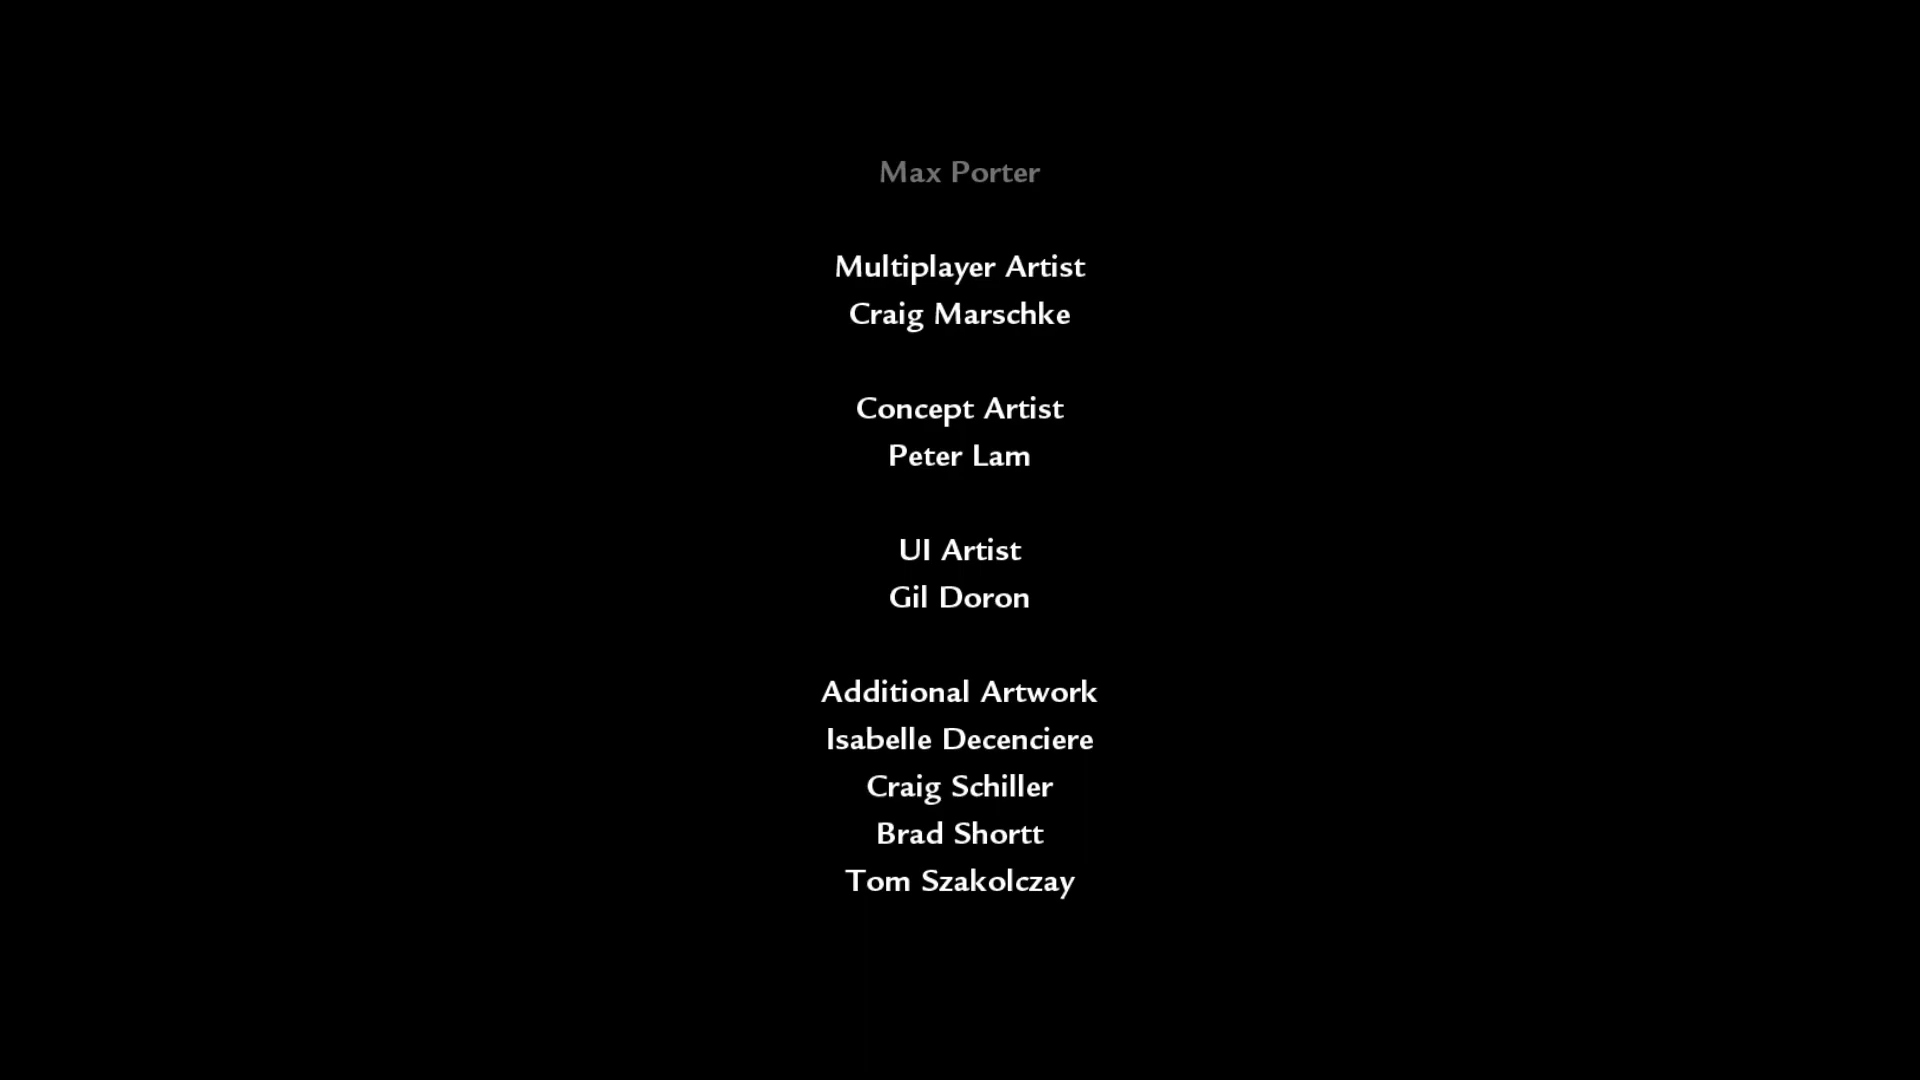 Max Porter
Multiplayer Artist
Craig Marschke
Concept Artist
Peter Lam
UI Artist
Gil Doron
Additional Artwork
Isabelle Decenciere
Craig Schiller
Brad Shortt
Tom Szakolczay